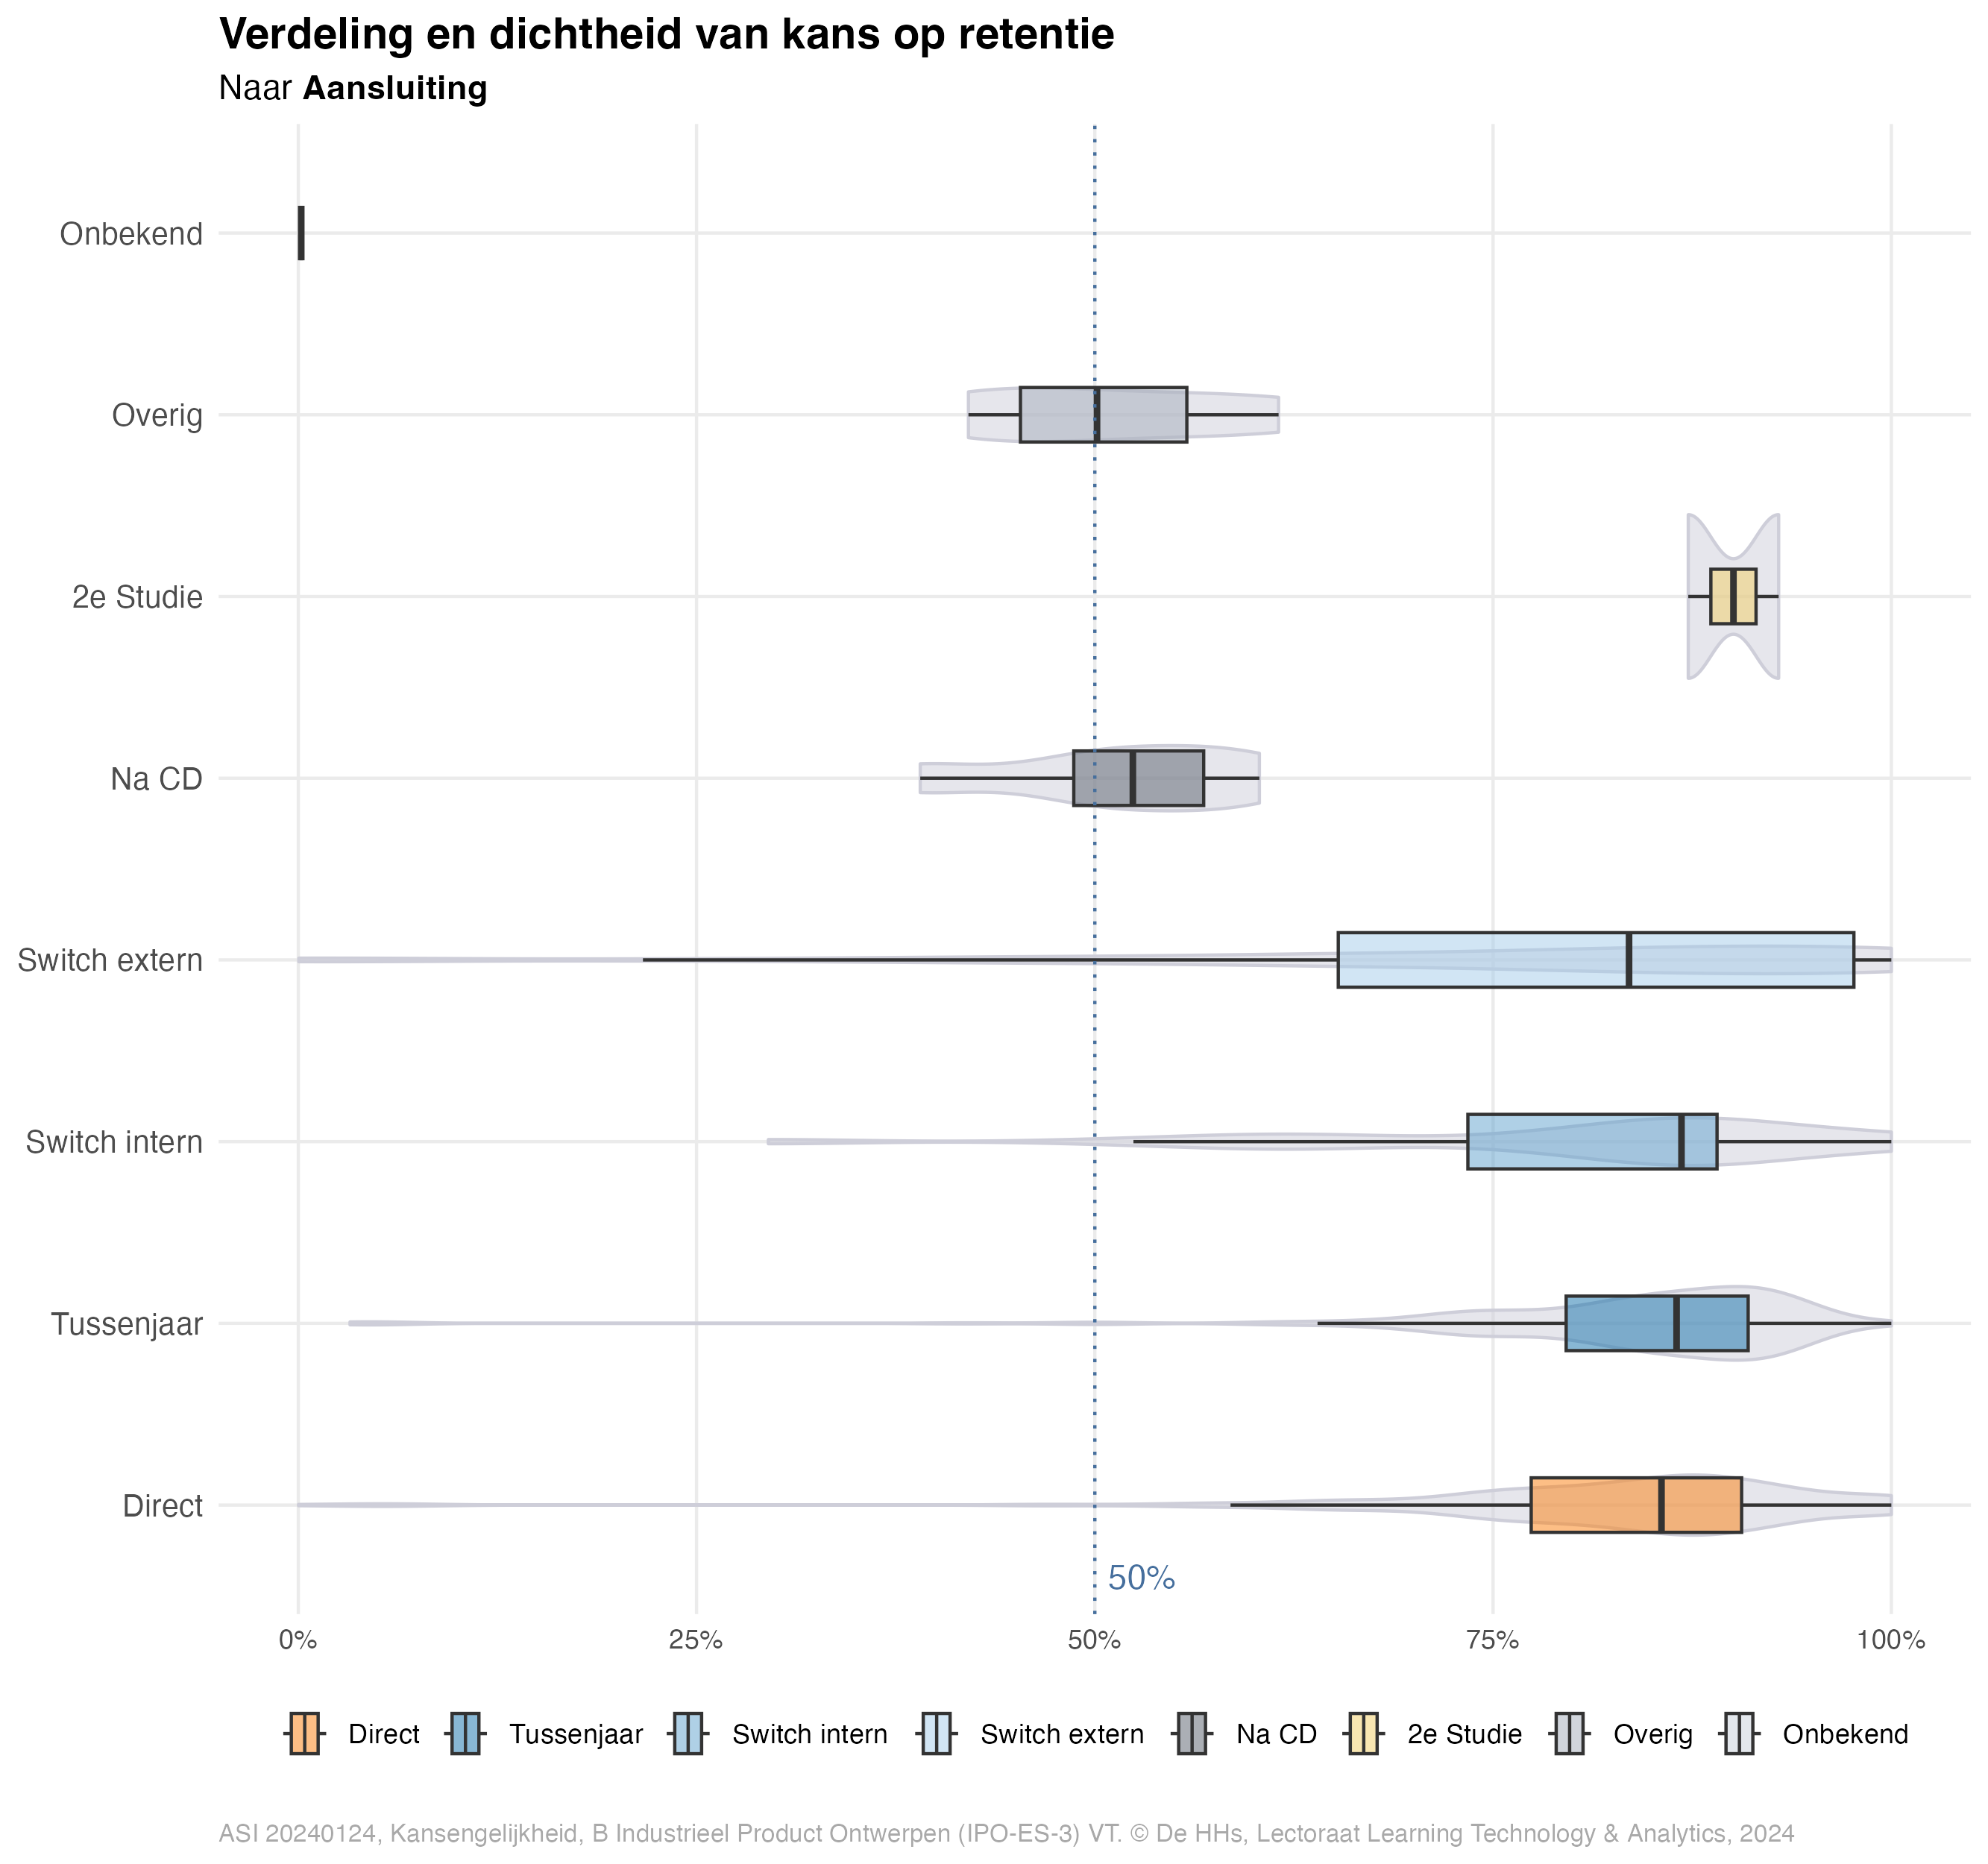 Verdeling en dichtheid van kans op retentie
Naar Aansluiting
Onbekend
Overig
2e Studie
Na CD
Switch extern
Switch intern
Tussenjaar
Direct
50%
0% 25% 50% 75% 100%
Direct Tussenjaar Switch intern Switch extern Na CD 2e Studie Overig Onbekend
ASI 20240124, Kansengelijkheid, B Industrieel Product Ontwerpen (IPO-ES-3) VT. © De HHs, Lectoraat Learning Technology & Analytics, 2024